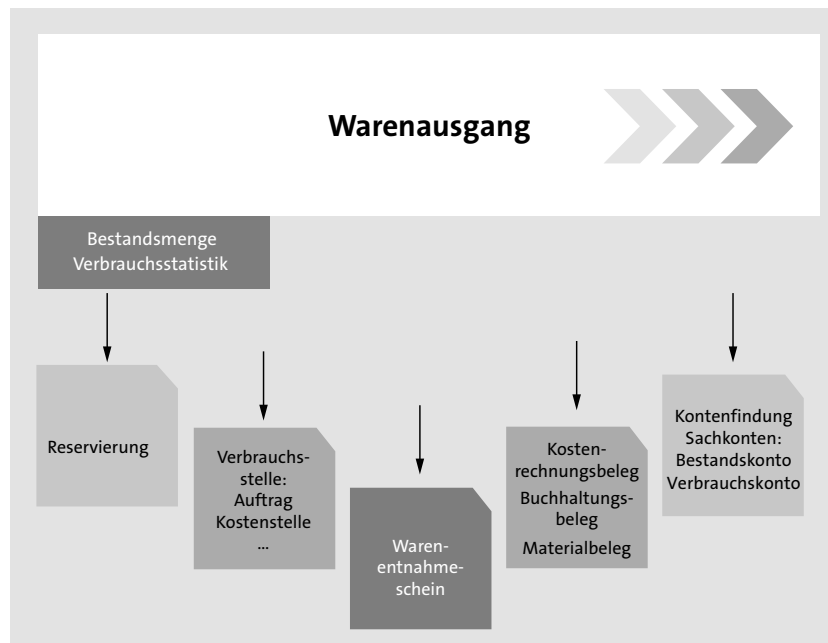 Warenausgang
Bestandsmenge
Verbrauchsstatistik
Reservierung
Verbrauchs-
stelle:
Auftrag
Kostenstelle
...
Waren-
entnahme-
schein
Kosten-
rechnungsbeleg
Buchhaltungs-
beleg
Materialbeleg
Kontenfindung
Sachkonten:
Bestandskonto
Verbrauchskonto